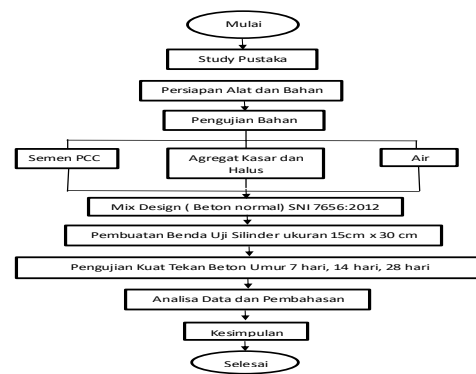 Mulai
Study Pustaka
Persiapan Alat dan Bahan
Pengujian Bahan
Semen PCC
Agregat Kasar dan
Halus
Air
Mix Design ( Beton normal) SNI 7656:2012
Pembuatan Benda Uji Silinder ukuran 15cm x 30 cm
Pengujian Kuat Tekan Beton Umur 7 hari, 14 hari, 28 hari
Analisa Data dan Pembahasan
Kesimpulan
Selesai